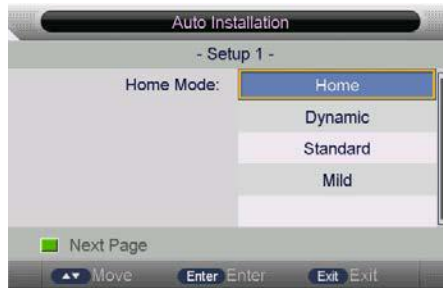 Auto Installation
- Setup 1 -
Home Mode: Home
Dynamic
Standard
Mild
Next Page
Move Enter Enter Exit Exit